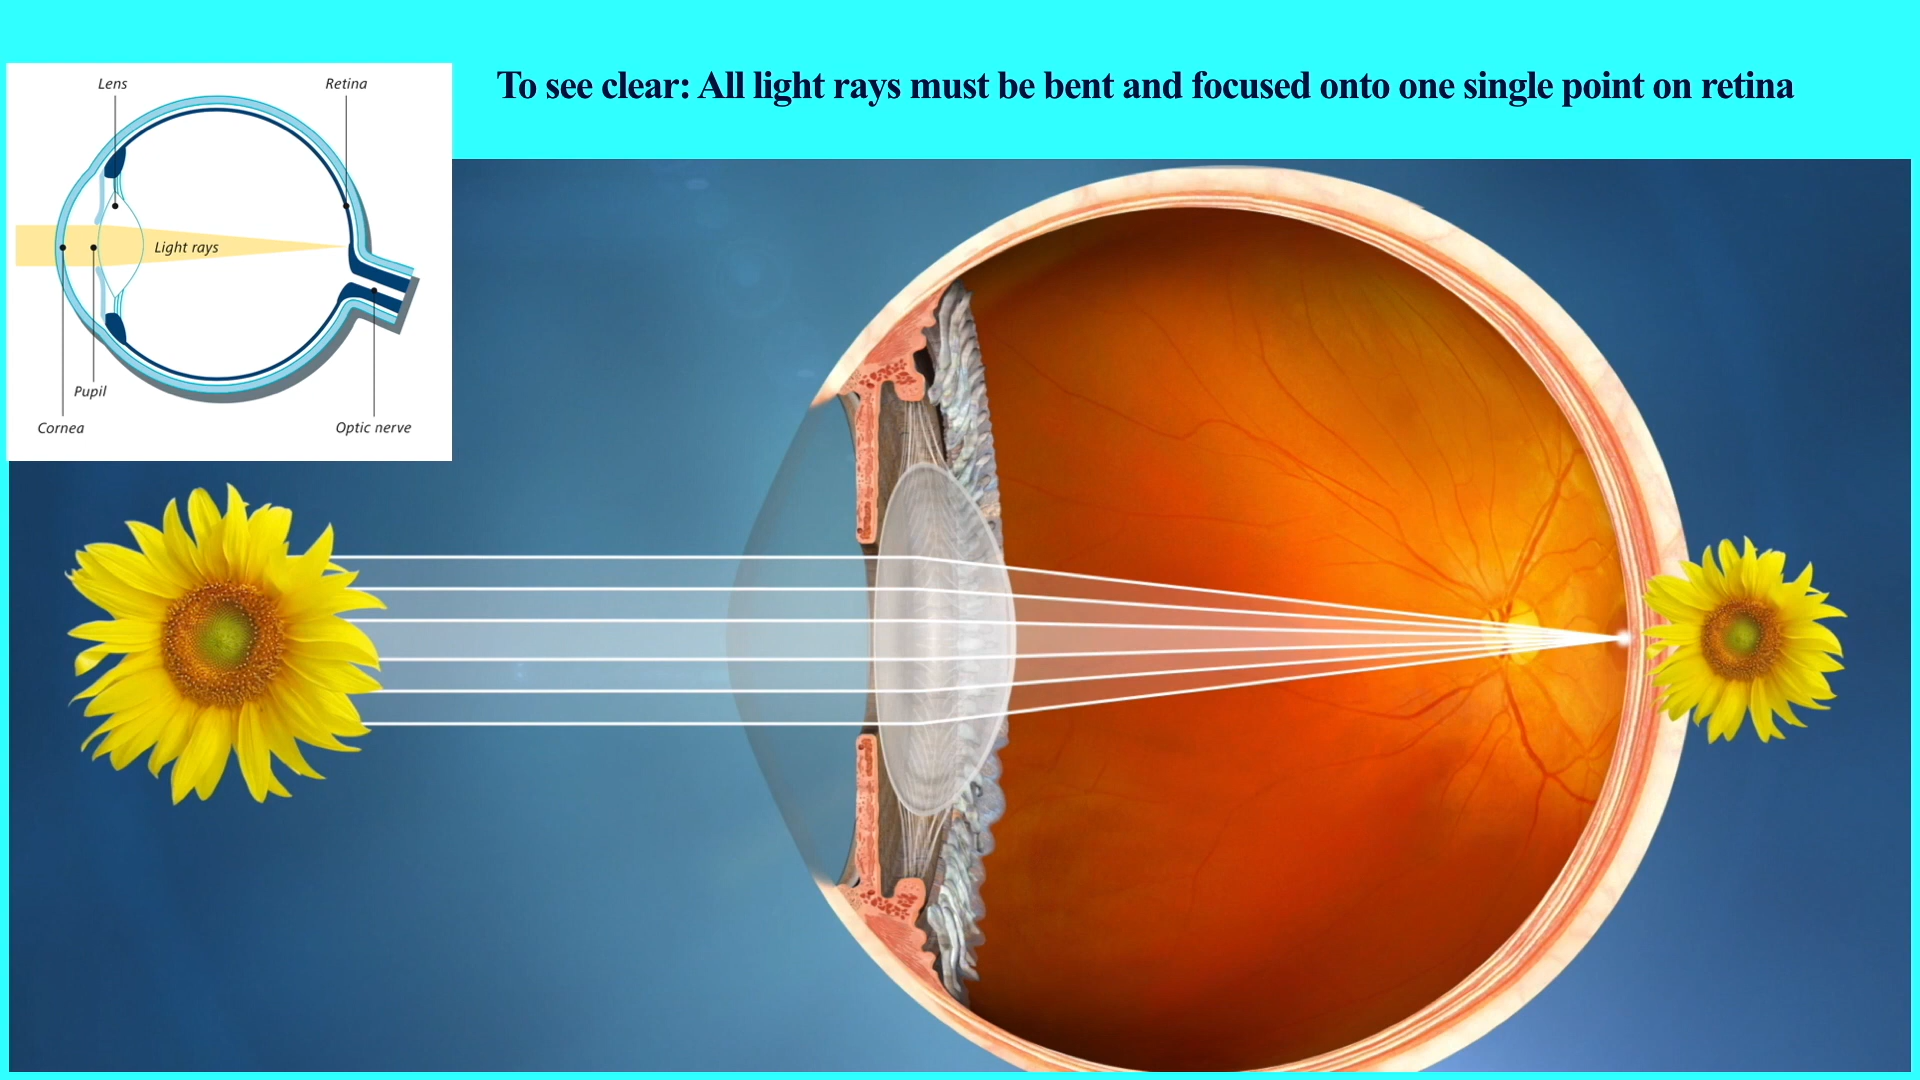 To see clear: All light rays must be bent and focused onto one single point on retina
Lens
Retina
Light rays
Pupil
Cornea
Optic nerve